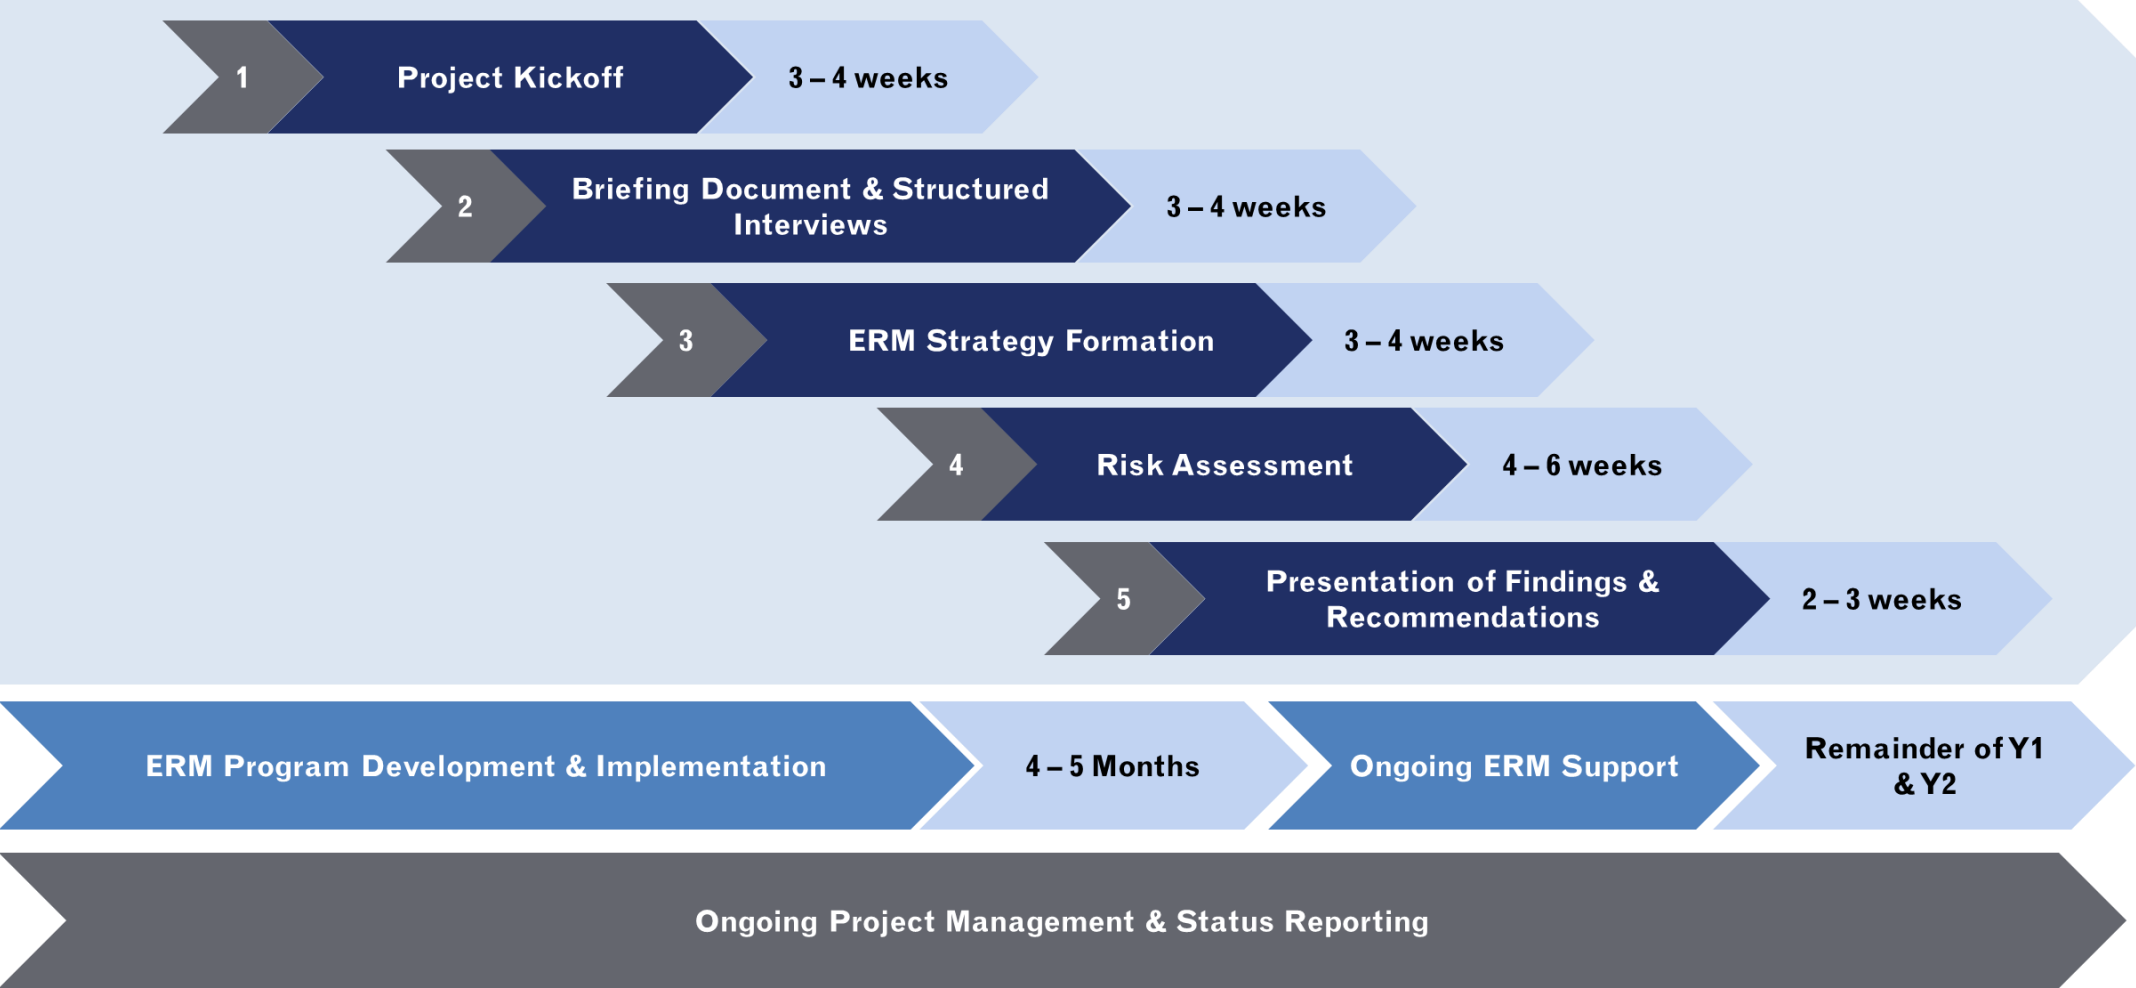 1
Project Kickoff
3 – 4 weeks
2
Briefing Document & Structured
Interviews
3 – 4 weeks
3
ERM Strategy Formation
3 – 4 weeks
4
Risk Assessment
4 – 6 weeks
5
Presentation of Findings &
Recommendations
2 – 3 weeks
ERM Program Development & Implementation
4 – 5 Months
Ongoing ERM Support
Remainder of Y1
& Y2
Ongoing Project Management & Status Reporting